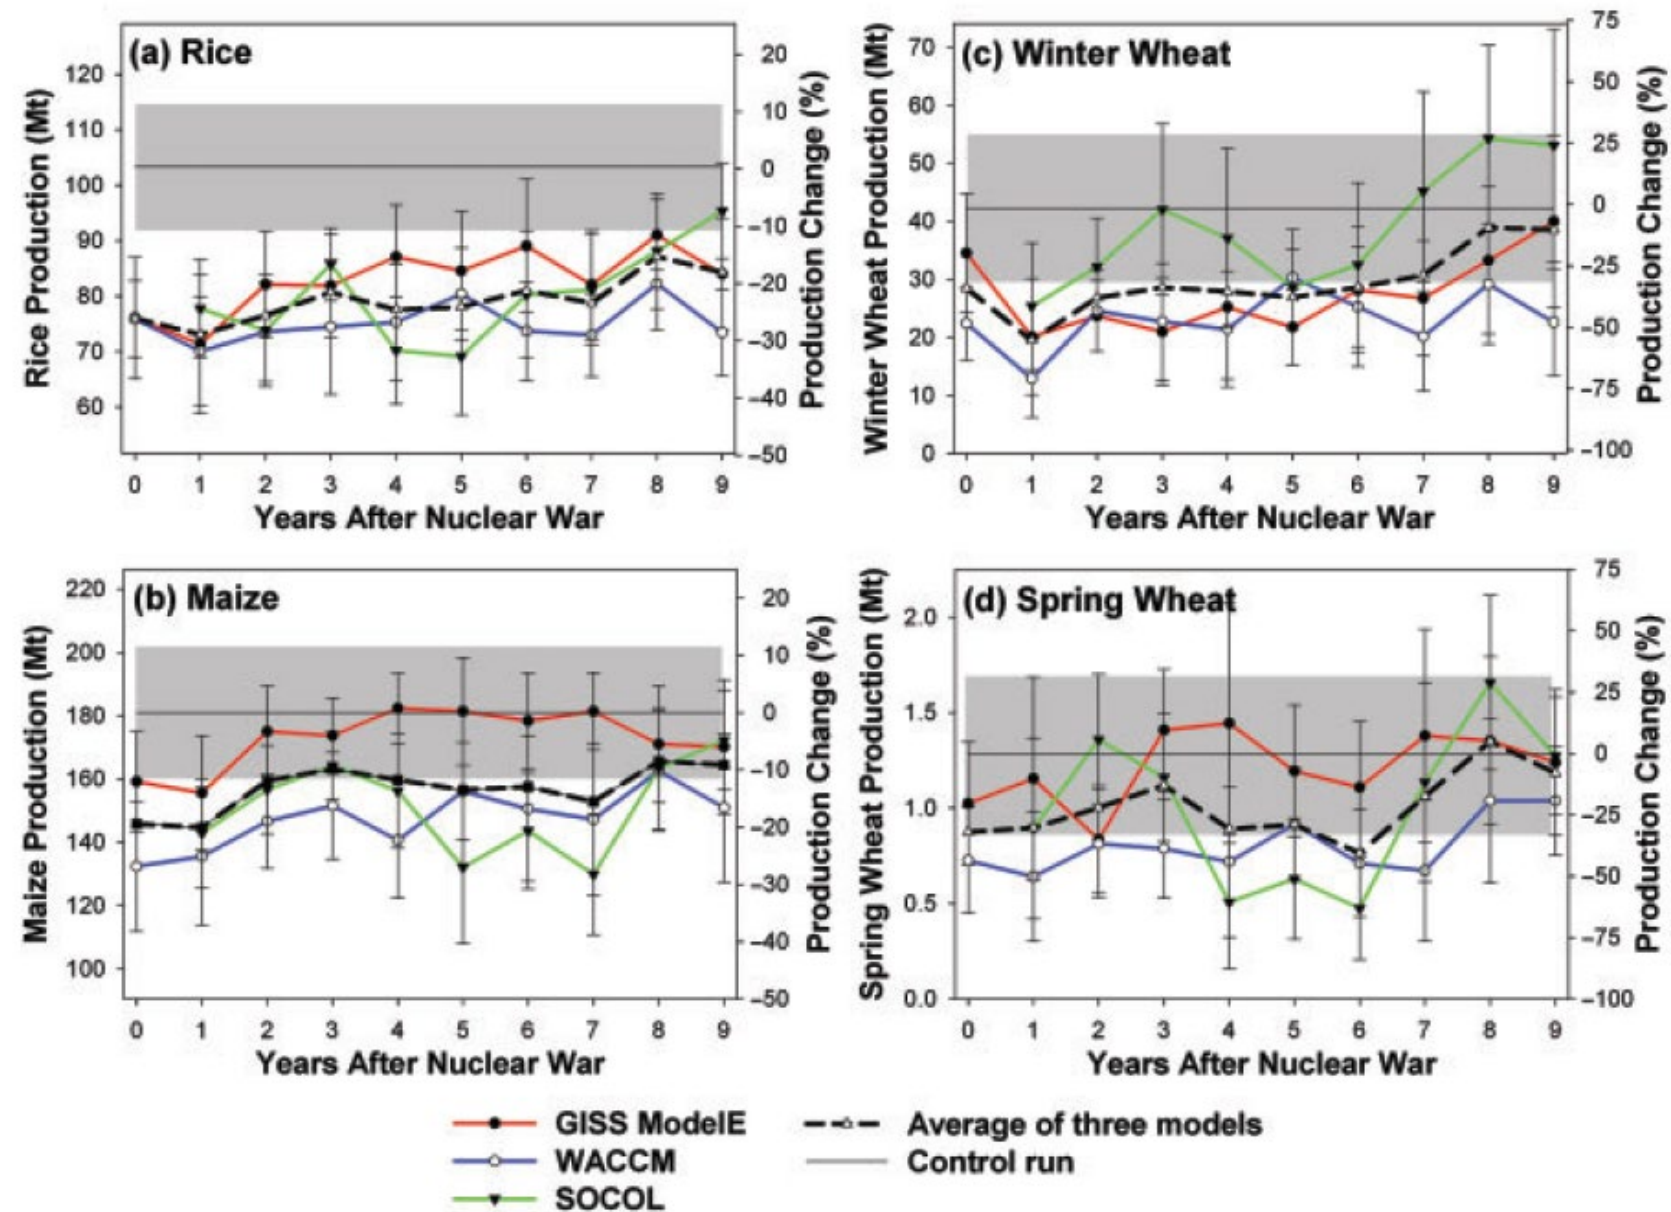 (a) Rice
Rice Production (Mt)
120
110
100
90
80
70
60
20
10
0
−10
−20
−30
−40
−50
Production Change (%)
0 1 2 3 4 5 6 7 8 9
Years After Nuclear War
(c) Winter Wheat
Winter Wheat Production (Mt)
70
60
50
40
30
20
10
0
75
50
25
0
−25
−50
−75
−100
Production Change (%)
0 1 2 3 4 5 6 7 8 9
Years After Nuclear War
(b) Maize
Maize Production (Mt)
220
200
180
160
140
120
100
20
10
0
−10
−20
−30
−40
−50
Production Change (%)
0 1 2 3 4 5 6 7 8 9
Years After Nuclear War
(d) Spring Wheat
Spring Wheat Production (Mt)
2.0
1.5
1.0
0.5
0.0
75
50
25
0
−25
−50
−75
−100
Production Change (%)
0 1 2 3 4 5 6 7 8 9
Years After Nuclear War
GISS ModelE
WACCM
SOCOL
Average of three models
Control run